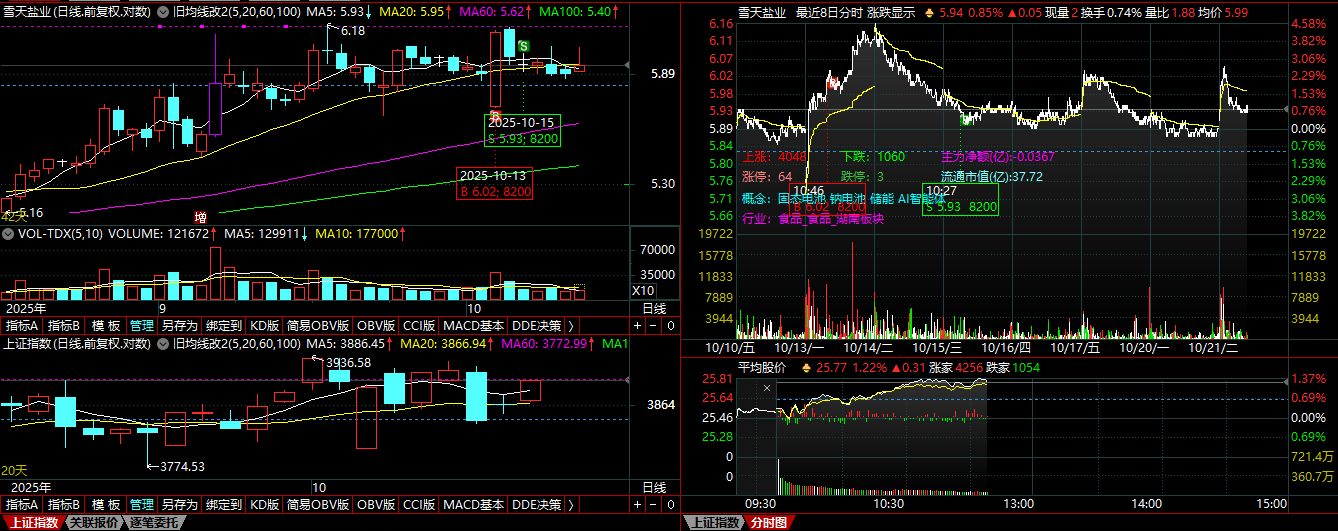 雪天盐业(日线,前复权,对数) 旧均线改2(5,20,60,100) MA5: 5.93↓ MA20: 5.95↑ MA60: 5.62↑ MA100: 5.40↑
6.18
5.89
2025-10-15
S 5.93; 8200
5.30
2025-10-13
B 6.02; 8200
5.16
42天
增
VOL-TDX(5,10) VOLUME: 121672↑ MA5: 129911↓ MA10: 177000↑
70000
35000
X10
2025年 9 10 日线
指标A 指标B 模 板 管理 另存为 绑定到 KD版 简易OBV版 OBV版 CCI版 MACD基本 DDE决策 》 + − 0
上证指数(日线,前复权,对数) 旧均线改2(5,20,60,100) MA5: 3886.45↑ MA20: 3866.94↑ MA60: 3772.99↑ MA1
3936.58
3864
3774.53
20天
2025年 10 日线
指标A 指标B 模 板 管理 另存为 绑定到 KD版 简易OBV版 OBV版 CCI版 MACD基本 DDE决策 》 + − 0
上证指数 关联报价 逐笔委托
雪天盐业 最近8日分时 涨跌显示 5.94 0.85% ▲0.05 现量2 换手0.74% 量比1.88 均价5.99
6.16 4.58%
6.11 3.82%
6.07 3.06%
6.02 2.29%
5.98 1.53%
5.93 0.76%
5.89 0.00%
5.84 0.76%
5.80 1.53%
5.76 2.29%
5.71 3.06%
5.66 3.82%
上涨: 4048 下跌: 1060 主力净额(亿):-0.0367
涨停: 64 跌停: 3 流通市值(亿):37.72
10:46 10:27
概念: 固态电池 钠电池 储能 AI智能体
B 6.02 8200 S 5.93 8200
行业: 食品_食品_湖南板块
19722 19722
15778 15778
11833 11833
7889 7889
3944 3944
10/10/五 10/13/一 10/14/二 10/15/三 10/16/四 10/17/五 10/20/一 10/21/二
平均股价 25.77 1.22% ▲0.31 涨家4256 跌家1054
25.81 1.37%
25.64 0.69%
25.46 0.00%
25.28 0.69%
0 721.4万
0 360.7万
09:30 10:30 13:00 14:00 15:00
上证指数 分时图